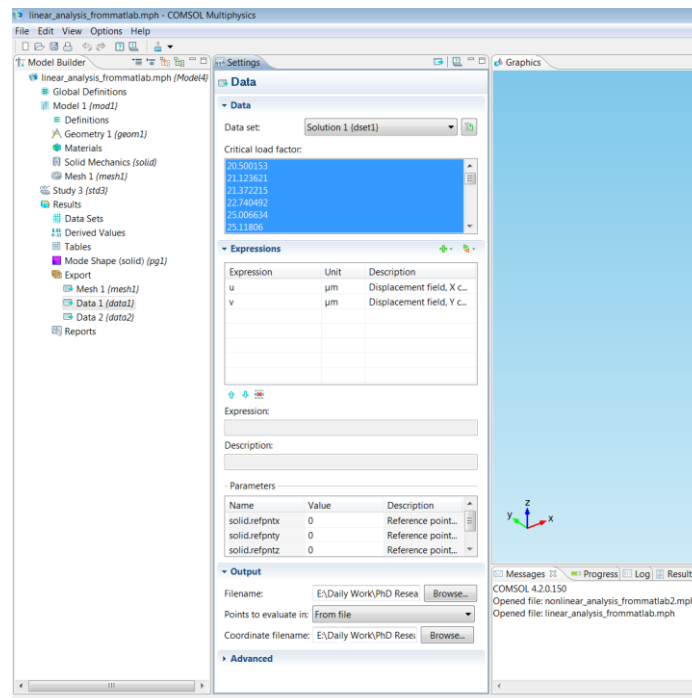 linear_analysis_frommatlab.mph - COMSOL Multiphysics
File Edit View Options Help
Model Builder
linear_analysis_frommatlab.mph (Model4)
Global Definitions
Model 1 (mod1)
Definitions
Geometry 1 (geom1)
Materials
Solid Mechanics (solid)
Mesh 1 (mesh1)
Study 3 (std3)
Results
Data Sets
Derived Values
Tables
Mode Shape (solid) (pg1)
Export
Mesh 1 (mesh1)
Data 1 (data1)
Data 2 (data2)
Reports
Settings
Data
Data
Data set: Solution 1 (dset1)
Critical load factor:
20.500153
21.123621
21.372215
22.740492
25.006634
25.11806
Expressions
Expression Unit Description
u µm Displacement field, X c...
v µm Displacement field, Y c...
Expression:
Description:
Parameters
Name Value Description
solid.refpntx 0 Reference point...
solid.refpnty 0 Reference point...
solid.refpntz 0 Reference point...
Output
Filename: E:\Daily Work\PhD Resea Browse...
Points to evaluate in: From file
Coordinate filename: E:\Daily Work\PhD Rese Browse...
Advanced
Graphics
z
y x
Messages Progress Log Result
COMSOL 4.2.0.150
Opened file: nonlinear_analysis_frommatlab2.mph
Opened file: linear_analysis_frommatlab.mph